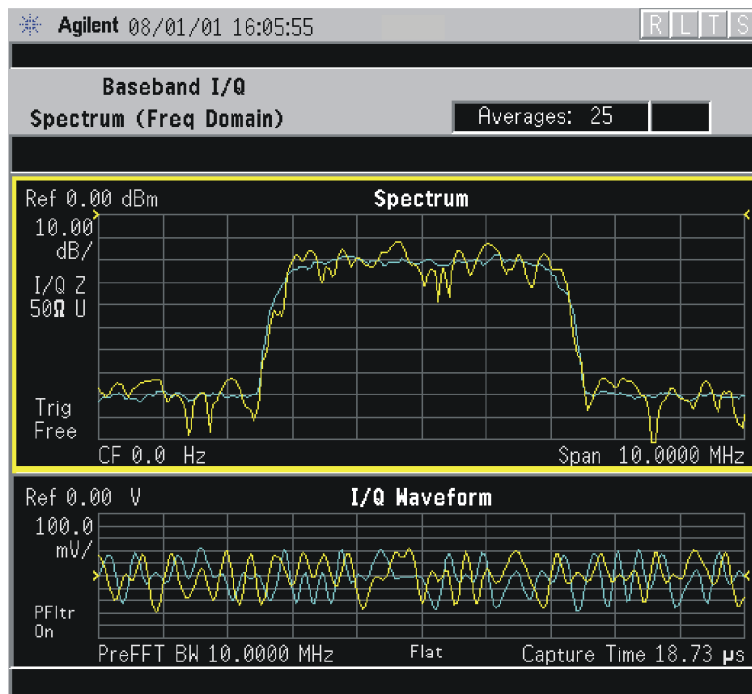 Agilent 08/01/01 16:05:55 R L T S
Baseband I/Q
Spectrum (Freq Domain)
Averages: 25
Ref 0.00 dBm Spectrum
10.00
dB/
I/Q Z
50Ω U
Trig
Free
CF 0.0 Hz Span 10.0000 MHz
Ref 0.00 V I/Q Waveform
100.0
mV/
PFltr
On
PreFFT BW 10.0000 MHz Flat Capture Time 18.73 µs